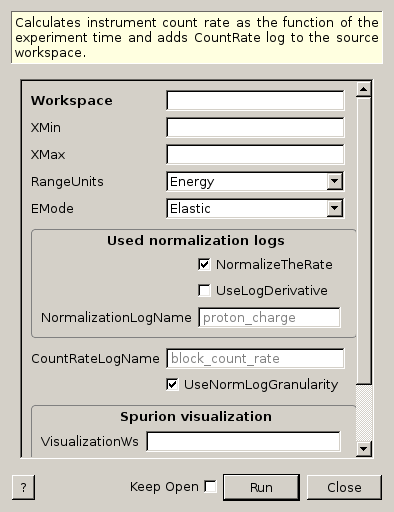 Calculates instrument count rate as the function of the
experiment time and adds CountRate log to the source
workspace.
Workspace
XMin
XMax
RangeUnits Energy
EMode Elastic
Used normalization logs
NormalizeTheRate
UseLogDerivative
NormalizationLogName proton_charge
CountRateLogName block_count_rate
UseNormLogGranularity
Spurion visualization
VisualizationWs
? Keep Open Run Close